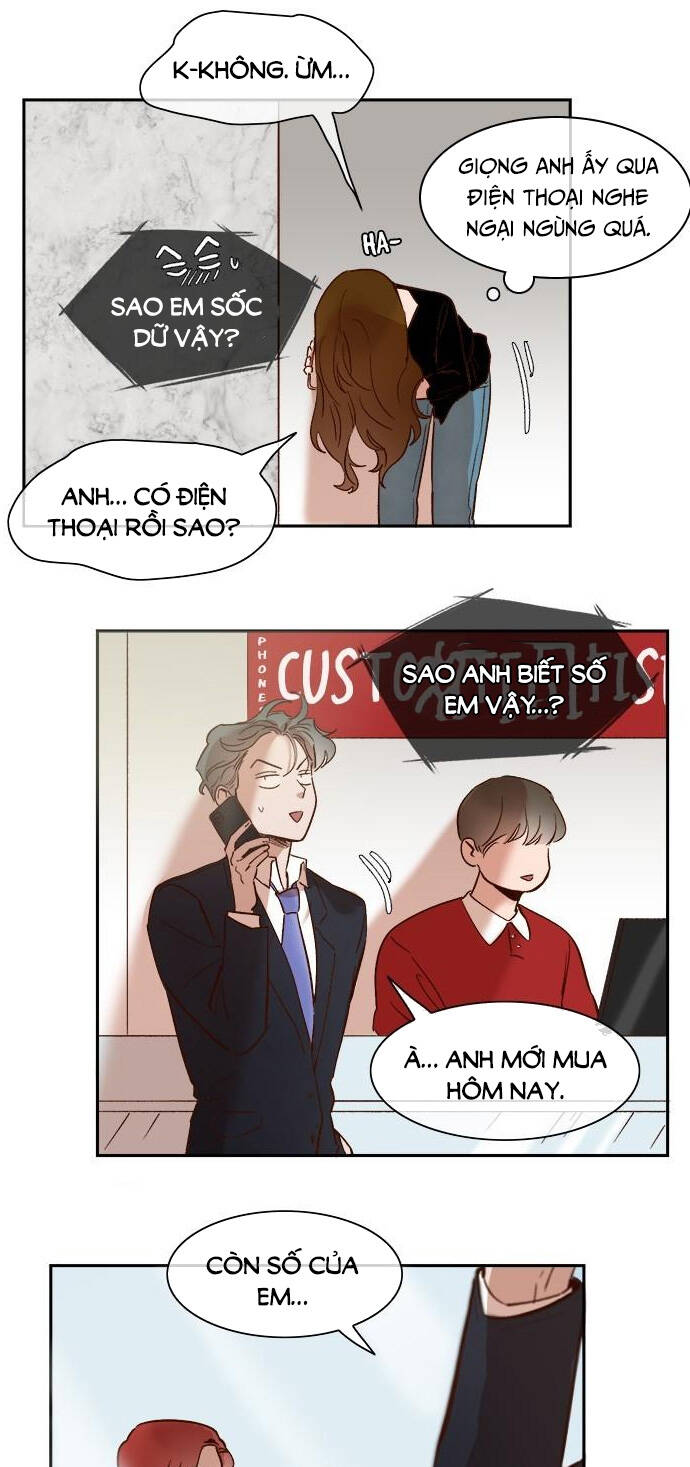 K-KHÔNG. ỪM...
GIỌNG ANH ẤY QUA
ĐIỆN THOẠI NGHE
NGẠI NGÙNG QUÁ.
HA-
SAO EM SỐC
DỮ VẬY?
ANH... CÓ ĐIỆN
THOẠI RỒI SAO?
PHONE
CUSTO
SAO ANH BIẾT SỐ
EM VẬY...?
À... ANH MỚI MUA
HÔM NAY.
CÒN SỐ CỦA
EM...